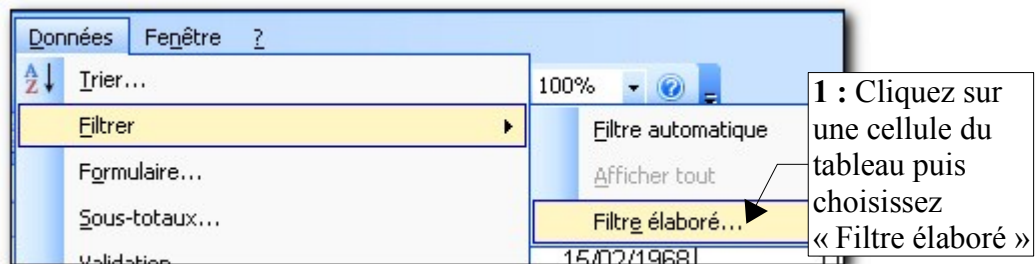 Données Fenêtre ?
Trier...
100%
Filtrer
Filtre automatique
Formulaire...
Afficher tout
Sous-totaux...
Filtre élaboré...
Validation
15/02/1968
1 : Cliquez sur
une cellule du
tableau puis
choisissez
« Filtre élaboré »